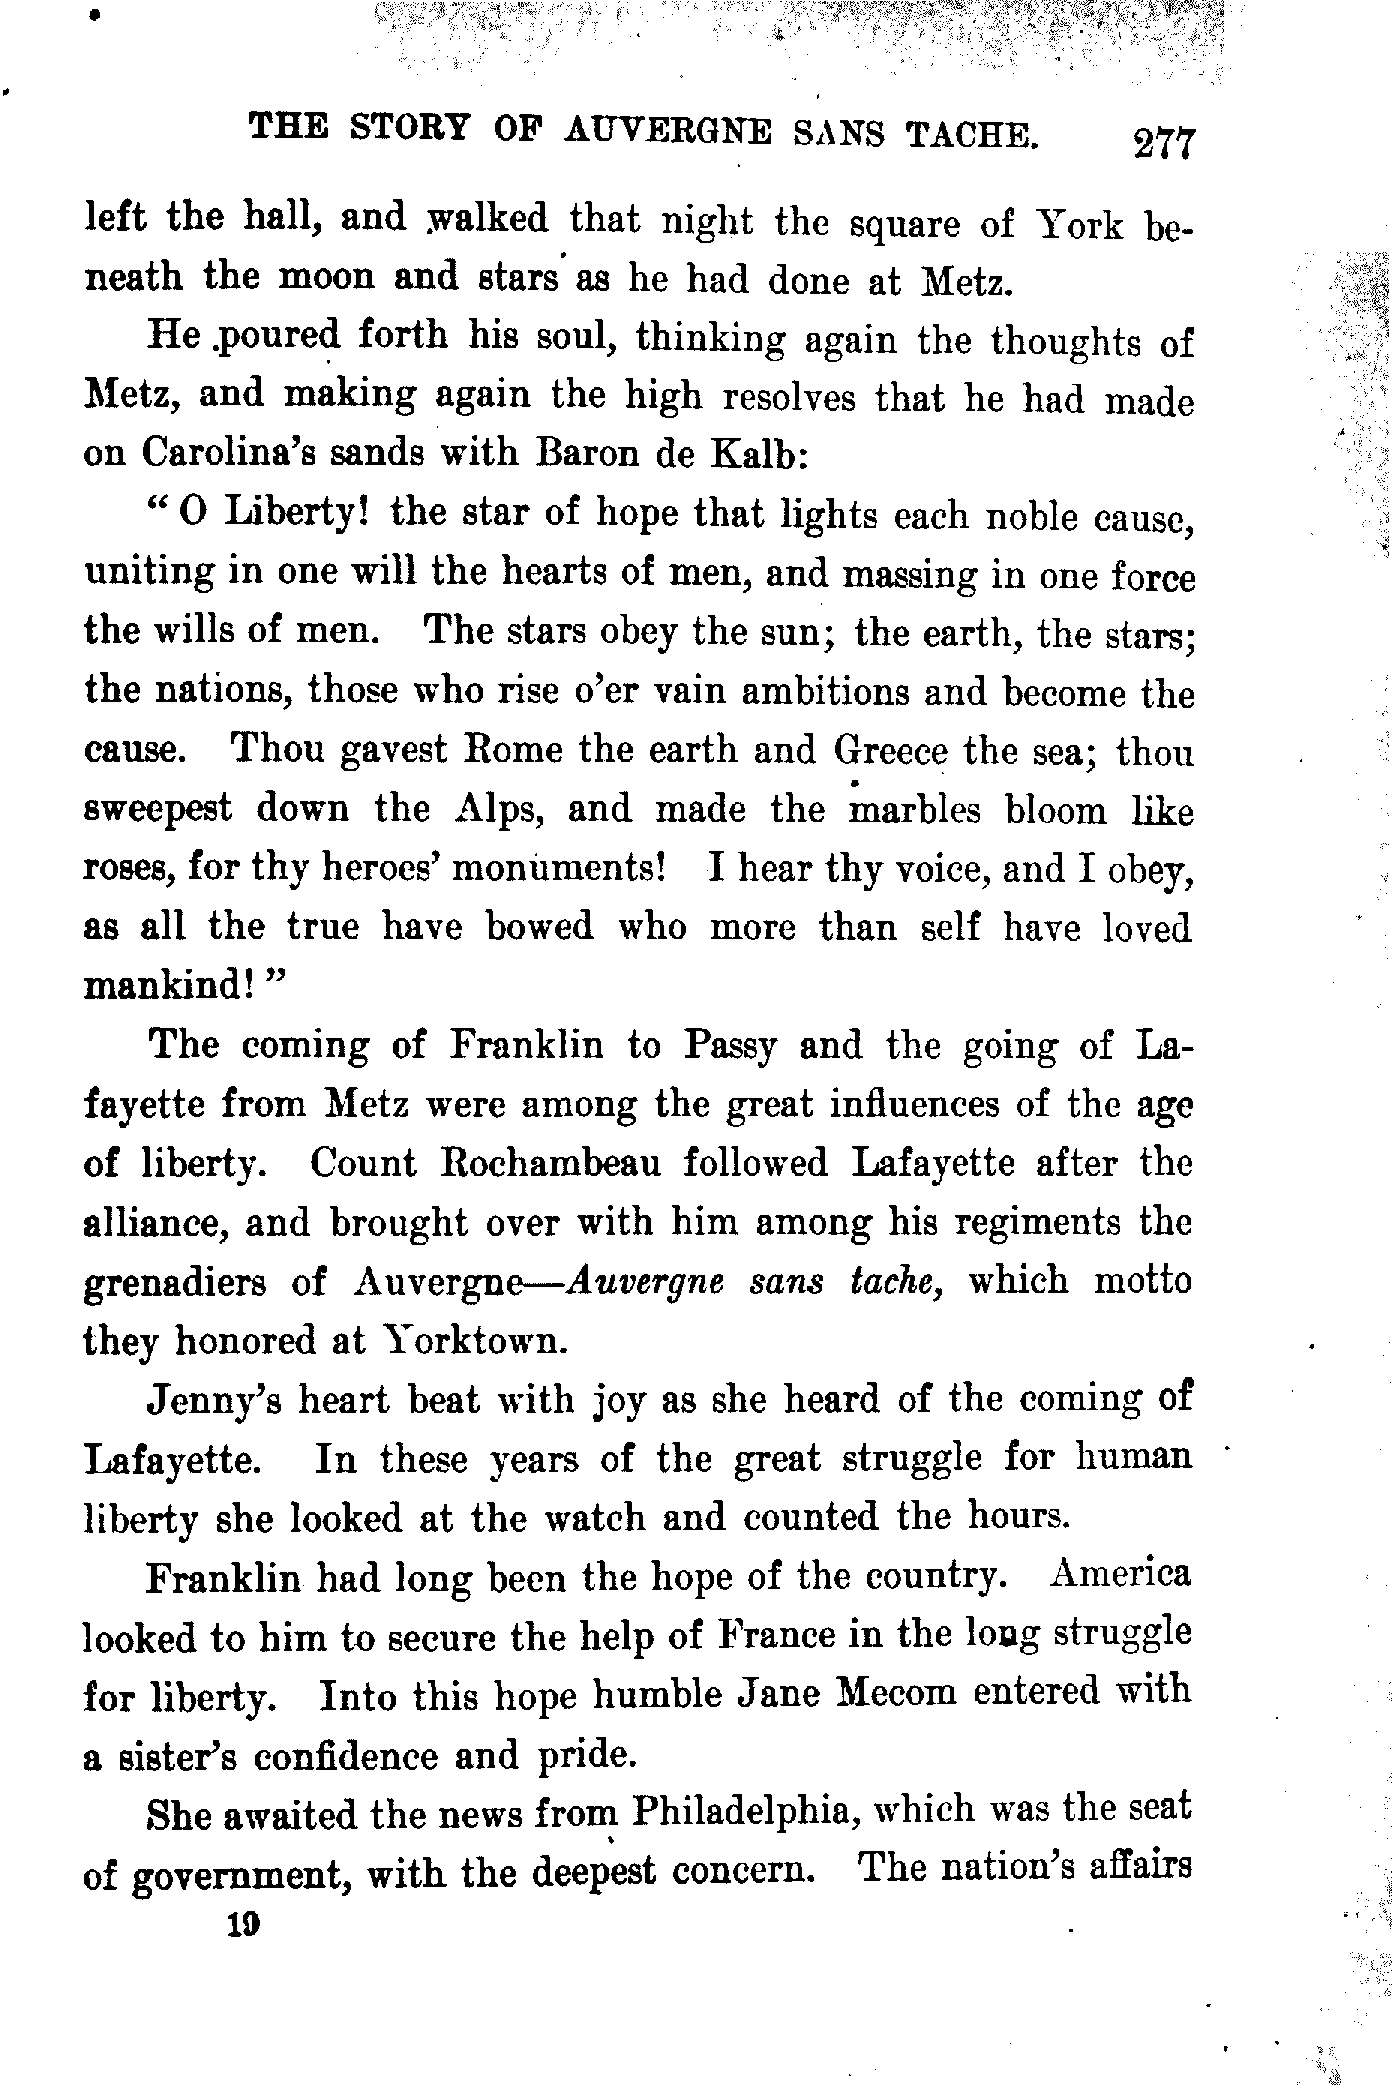 THE STORY OF AUVERGNE SANS TACHE. 277
left the hall, and walked that night the square of York be-
neath the moon and stars as he had done at Metz.
He poured forth his soul, thinking again the thoughts of
Metz, and making again the high resolves that he had made
on Carolina's sands with Baron de Kalb:
" O Liberty! the star of hope that lights each noble cause,
uniting in one will the hearts of men, and massing in one force
the wills of men. The stars obey the sun; the earth, the stars;
the nations, those who rise o'er vain ambitions and become the
cause. Thou gavest Rome the earth and Greece the sea; thou
sweepest down the Alps, and made the marbles bloom like
roses, for thy heroes' monuments! I hear thy voice, and I obey,
as all the true have bowed who more than self have loved
mankind! "
The coming of Franklin to Passy and the going of La-
fayette from Metz were among the great influences of the age
of liberty. Count Rochambeau followed Lafayette after the
alliance, and brought over with him among his regiments the
grenadiers of Auvergne—Auvergne sans tache, which motto
they honored at Yorktown.
Jenny's heart beat with joy as she heard of the coming of
Lafayette. In these years of the great struggle for human
liberty she looked at the watch and counted the hours.
Franklin had long been the hope of the country. America
looked to him to secure the help of France in the long struggle
for liberty. Into this hope humble Jane Mecom entered with
a sister's confidence and pride.
She awaited the news from Philadelphia, which was the seat
of government, with the deepest concern. The nation's affairs
19